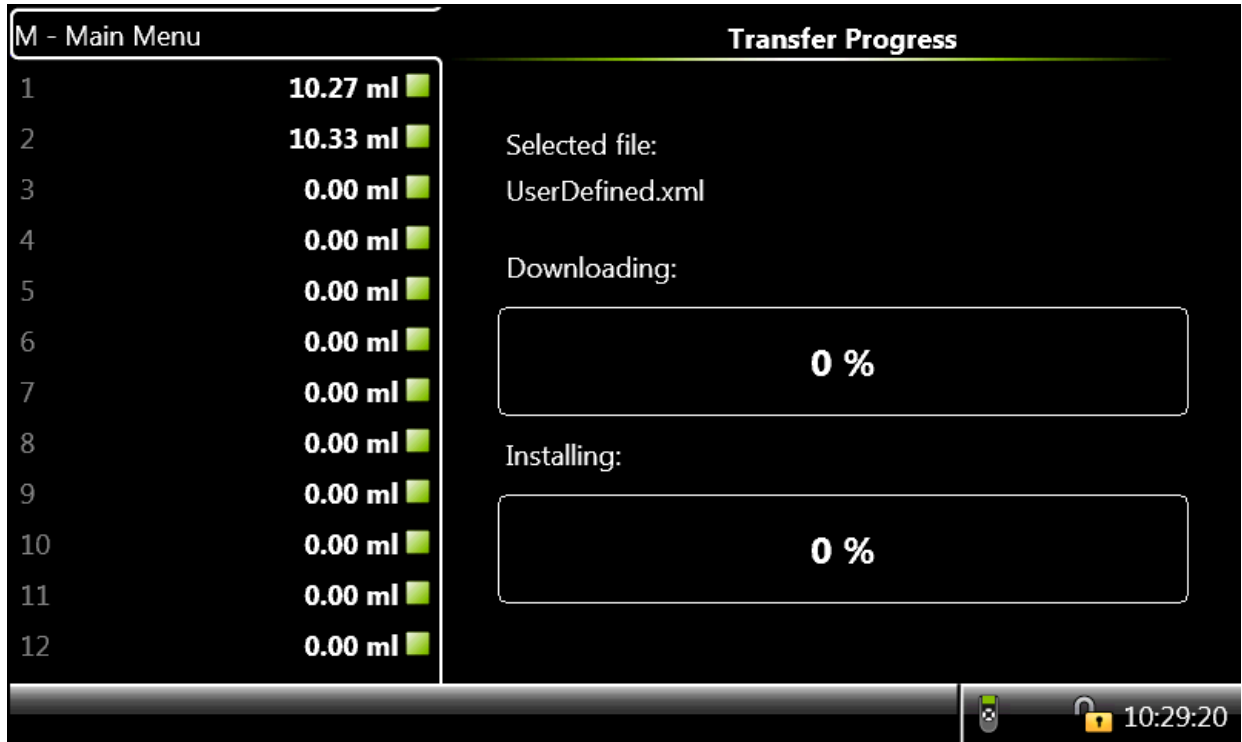 M - Main Menu
1 10.27 ml
2 10.33 ml
3 0.00 ml
4 0.00 ml
5 0.00 ml
6 0.00 ml
7 0.00 ml
8 0.00 ml
9 0.00 ml
10 0.00 ml
11 0.00 ml
12 0.00 ml
Transfer Progress
Selected file:
UserDefined.xml
Downloading:
0 %
Installing:
0 %
10:29:20